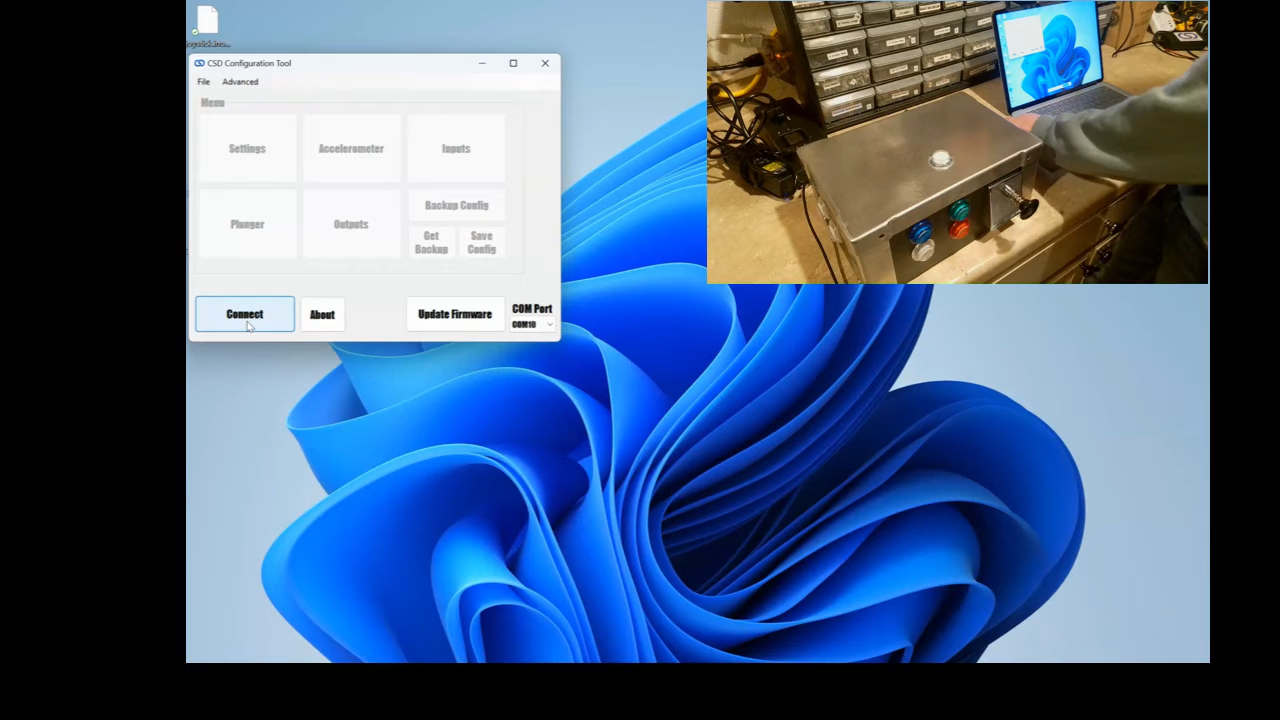 CSD Configuration Tool
File Advanced
Menu
Settings
Accelerometer
Inputs
Plunger
Outputs
Backup Config
Get
Backup
Save
Config
Connect
About
Update Firmware
COM Port
COM10